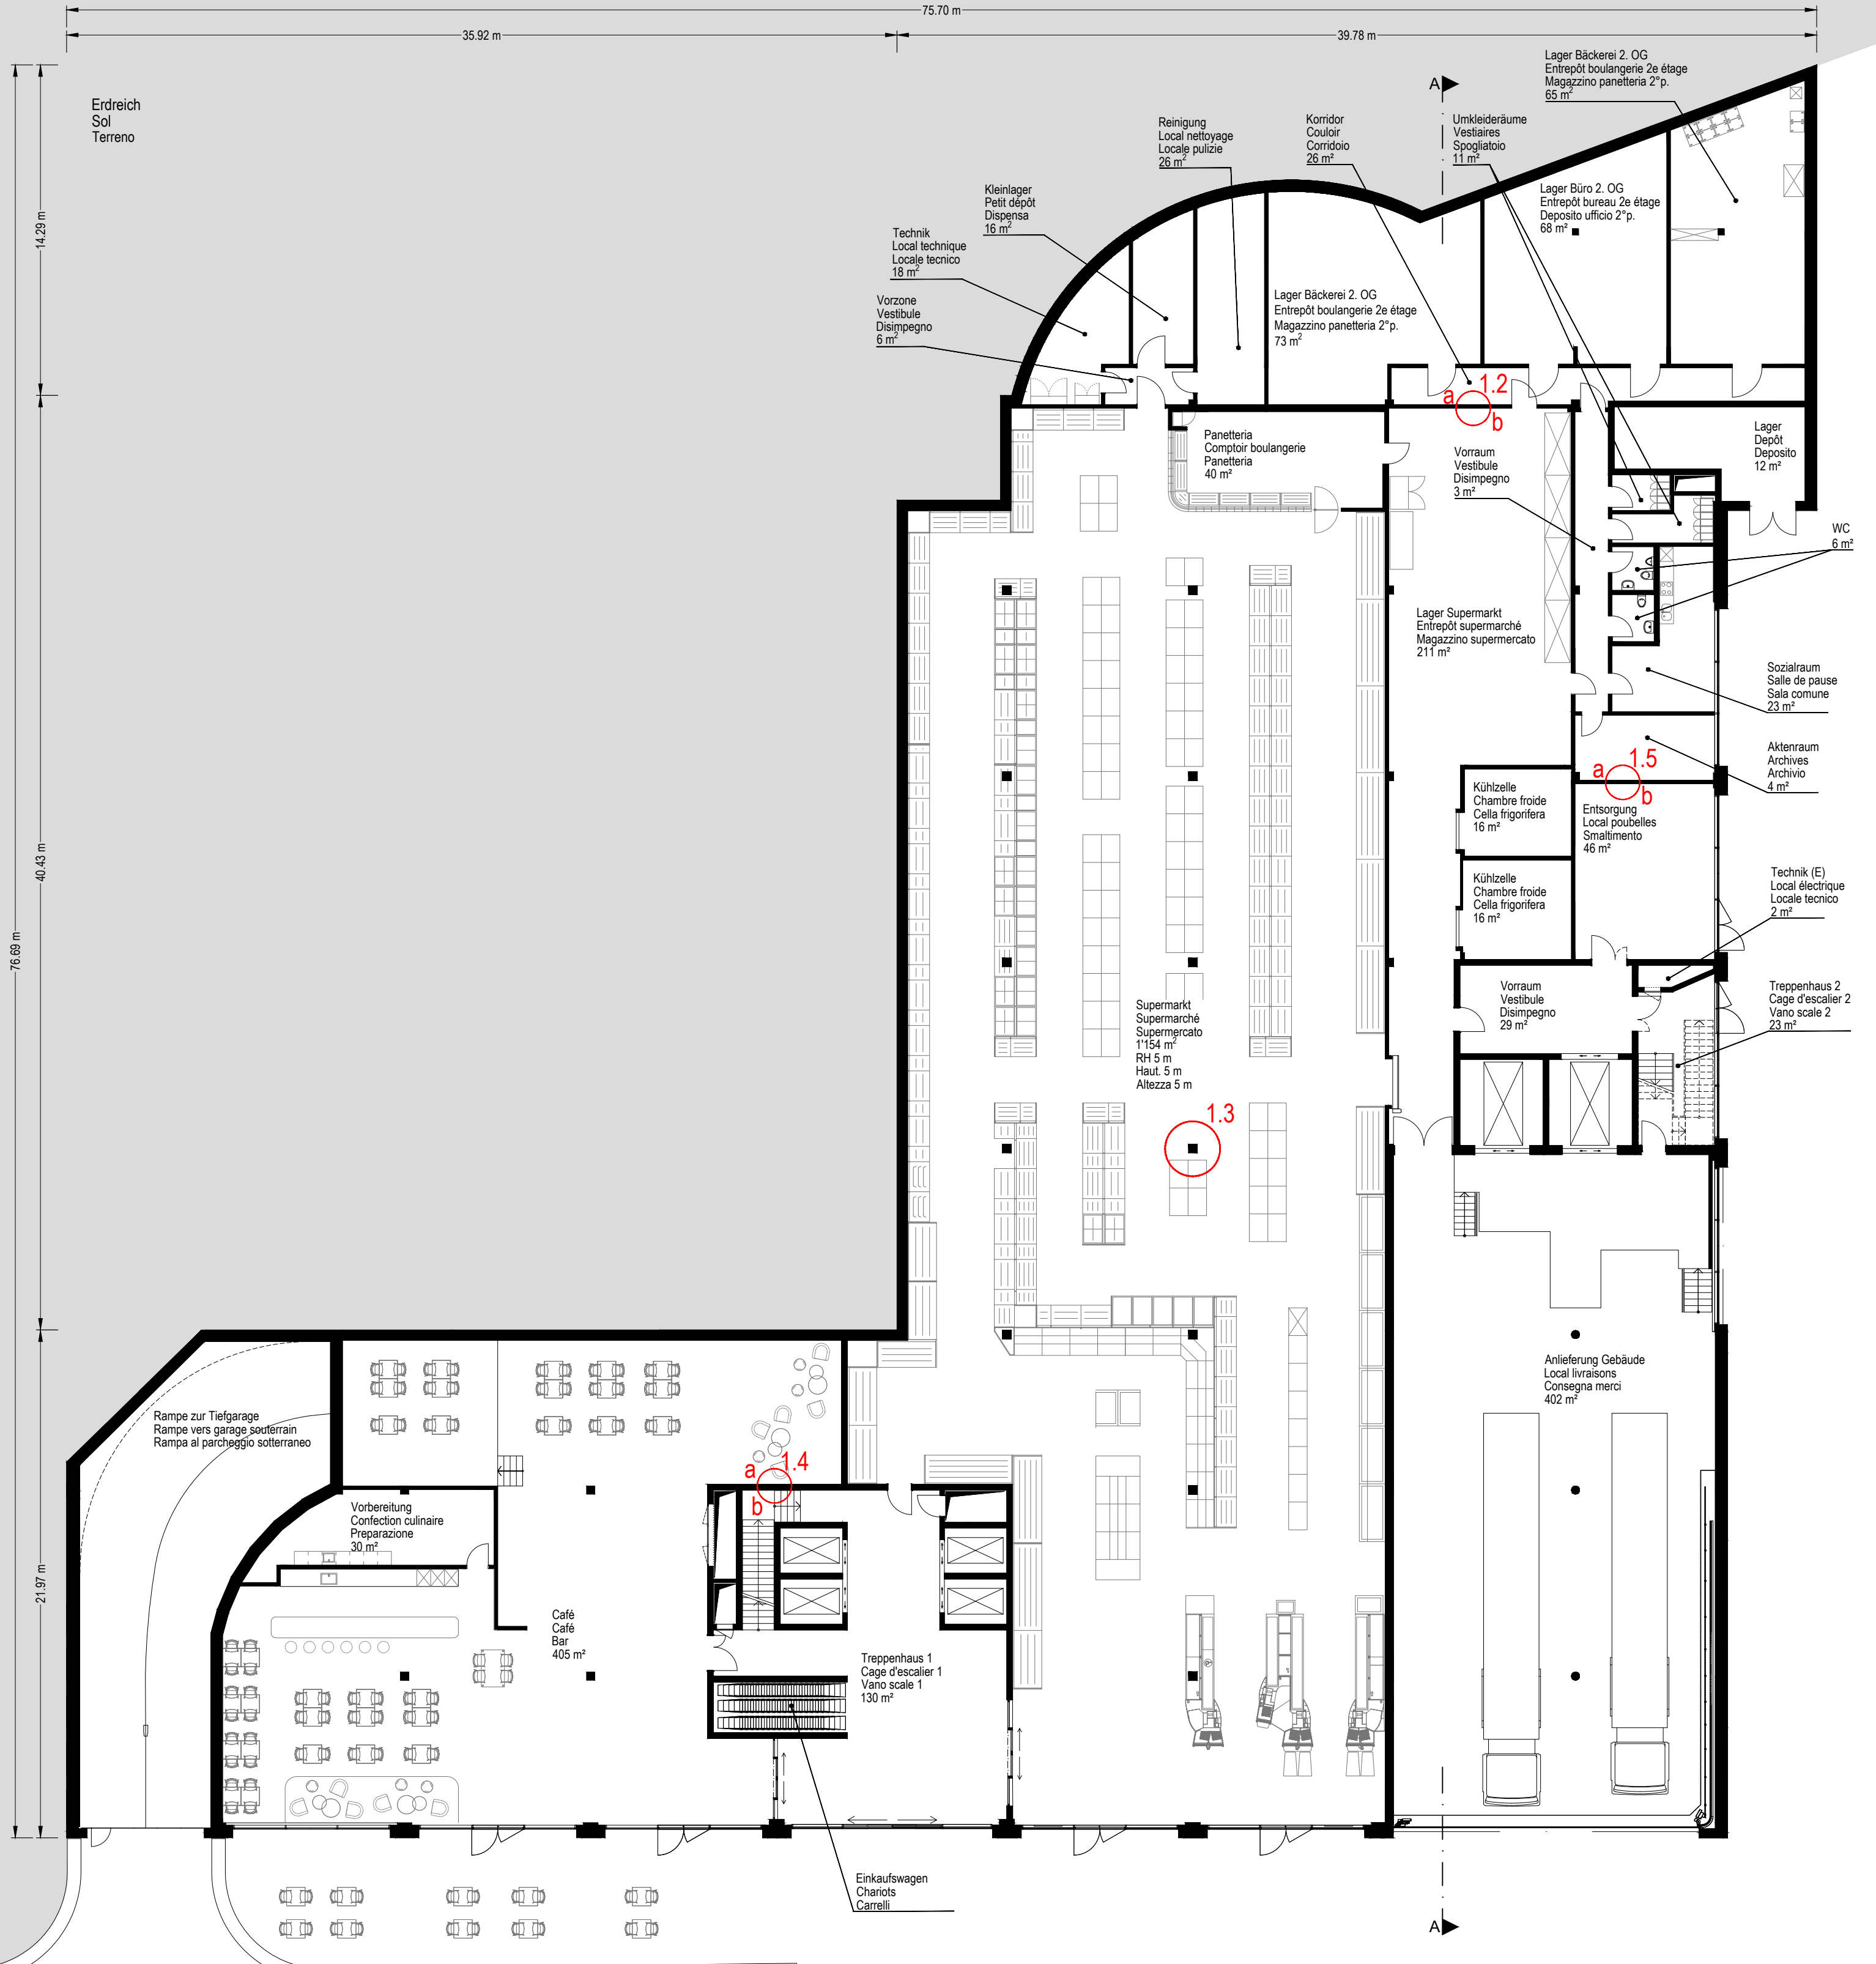 75.70 m
35.92 m
39.78 m
Erdreich
Sol
Terreno
14.29 m
40.43 m
76.69 m
21.97 m
A
Lager Bäckerei 2. OG
Entrepôt boulangerie 2e étage
Magazzino panetteria 2°p.
65 m²
Reinigung
Local nettoyage
Locale pulizie
26 m²
Korridor
Couloir
Corridoio
26 m²
Umkleideräume
Vestiaires
Spogliatoio
11 m²
Kleinlager
Petit dépôt
Dispensa
16 m²
Lager Büro 2. OG
Entrepôt bureau 2e étage
Deposito ufficio 2°p.
68 m²
Technik
Local technique
Locale tecnico
18 m²
Vorzone
Vestibule
Disimpegno
6 m²
Lager Bäckerei 2. OG
Entrepôt boulangerie 2e étage
Magazzino panetteria 2°p.
73 m²
1.2
a
b
Panetteria
Comptoir boulangerie
Panetteria
40 m²
Vorraum
Vestibule
Disimpegno
3 m²
Lager
Depôt
Deposito
12 m²
WC
6 m²
Lager Supermarkt
Entrepôt supermarché
Magazzino supermercato
211 m²
Sozialraum
Salle de pause
Sala comune
23 m²
Aktenraum
Archives
Archivio
4 m²
1.5
a
b
Kühlzelle
Chambre froide
Cella frigorifera
16 m²
Entsorgung
Local poubelles
Smaltimento
46 m²
Kühlzelle
Chambre froide
Cella frigorifera
16 m²
Technik (E)
Local électrique
Locale tecnico
2 m²
Vorraum
Vestibule
Disimpegno
29 m²
Treppenhaus 2
Cage d'escalier 2
Vano scale 2
23 m²
Supermarkt
Supermarché
Supermercato
1'154 m²
RH 5 m
Haut. 5 m
Altezza 5 m
1.3
Anlieferung Gebäude
Local livraisons
Consegna merci
402 m²
Rampe zur Tiefgarage
Rampe vers garage souterrain
Rampa al parcheggio sotterraneo
1.4
a
b
Vorbereitung
Confection culinaire
Preparazione
30 m²
Café
Café
Bar
405 m²
Treppenhaus 1
Cage d'escalier 1
Vano scale 1
130 m²
Einkaufswagen
Chariots
Carrelli
A